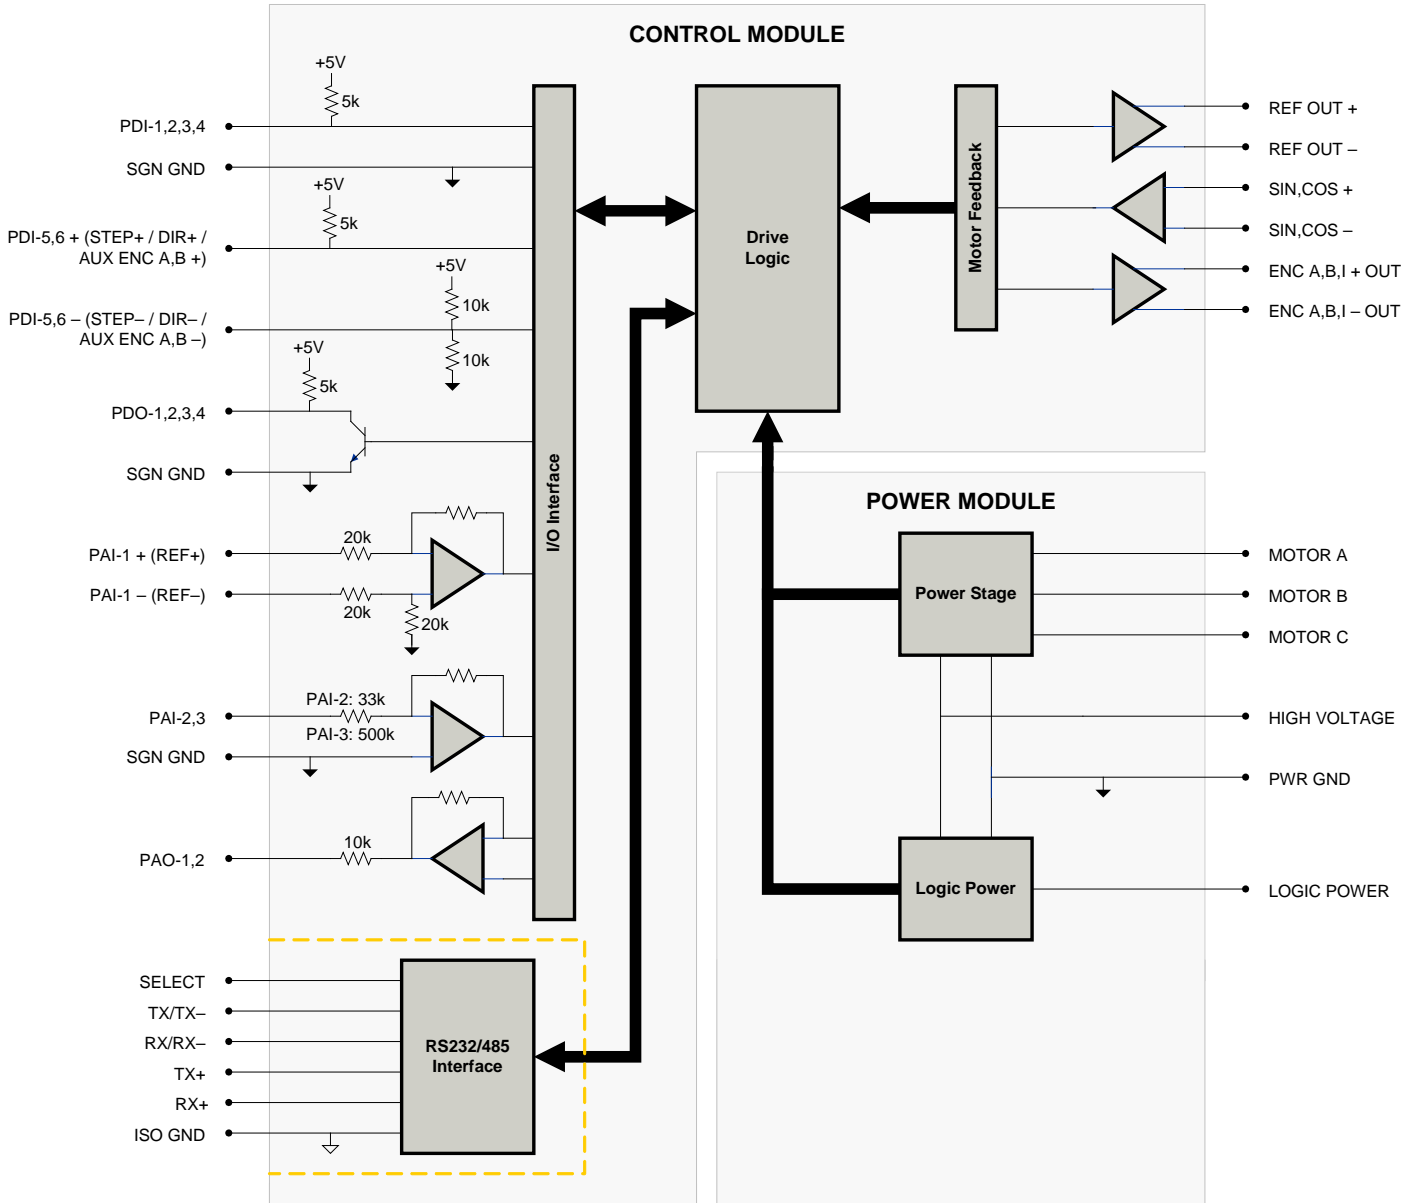 CONTROL MODULE
+5V
5k
PDI-1,2,3,4
SGN GND
+5V
5k
PDI-5,6 + (STEP+ / DIR+ /
AUX ENC A,B +)
+5V
10k
PDI-5,6 – (STEP– / DIR– /
AUX ENC A,B –)
10k
+5V
5k
PDO-1,2,3,4
SGN GND
20k
PAI-1 + (REF+)
PAI-1 – (REF–)
20k
20k
PAI-2: 33k
PAI-2,3
PAI-3: 500k
SGN GND
10k
PAO-1,2
I/O Interface
SELECT
TX/TX–
RX/RX–
TX+
RX+
ISO GND
RS232/485
Interface
Drive
Logic
Motor Feedback
REF OUT +
REF OUT –
SIN,COS +
SIN,COS –
ENC A,B,I + OUT
ENC A,B,I – OUT
POWER MODULE
Power Stage
MOTOR A
MOTOR B
MOTOR C
HIGH VOLTAGE
PWR GND
Logic Power
LOGIC POWER